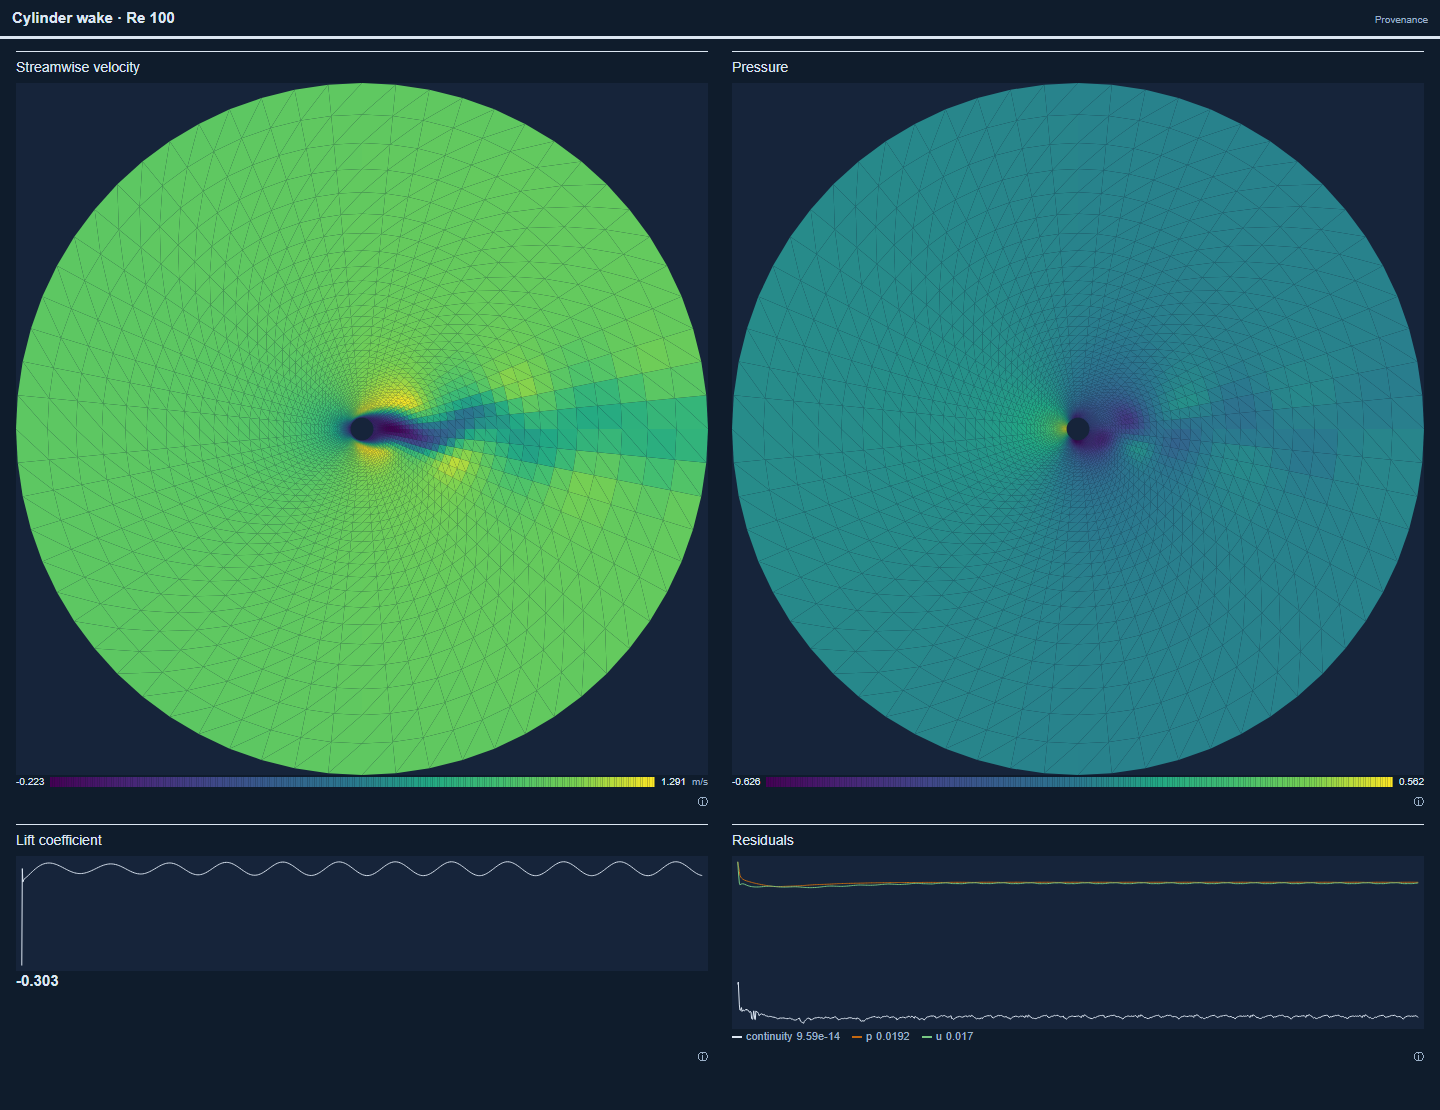 Cylinder wake · Re 100
Provenance
Streamwise velocity
Pressure
-0.223
1.291 m/s
-0.626
0.562
ⓘ
ⓘ
Lift coefficient
Residuals
-0.303
continuity 9.59e-14 p 0.0192 u 0.017
ⓘ
ⓘ